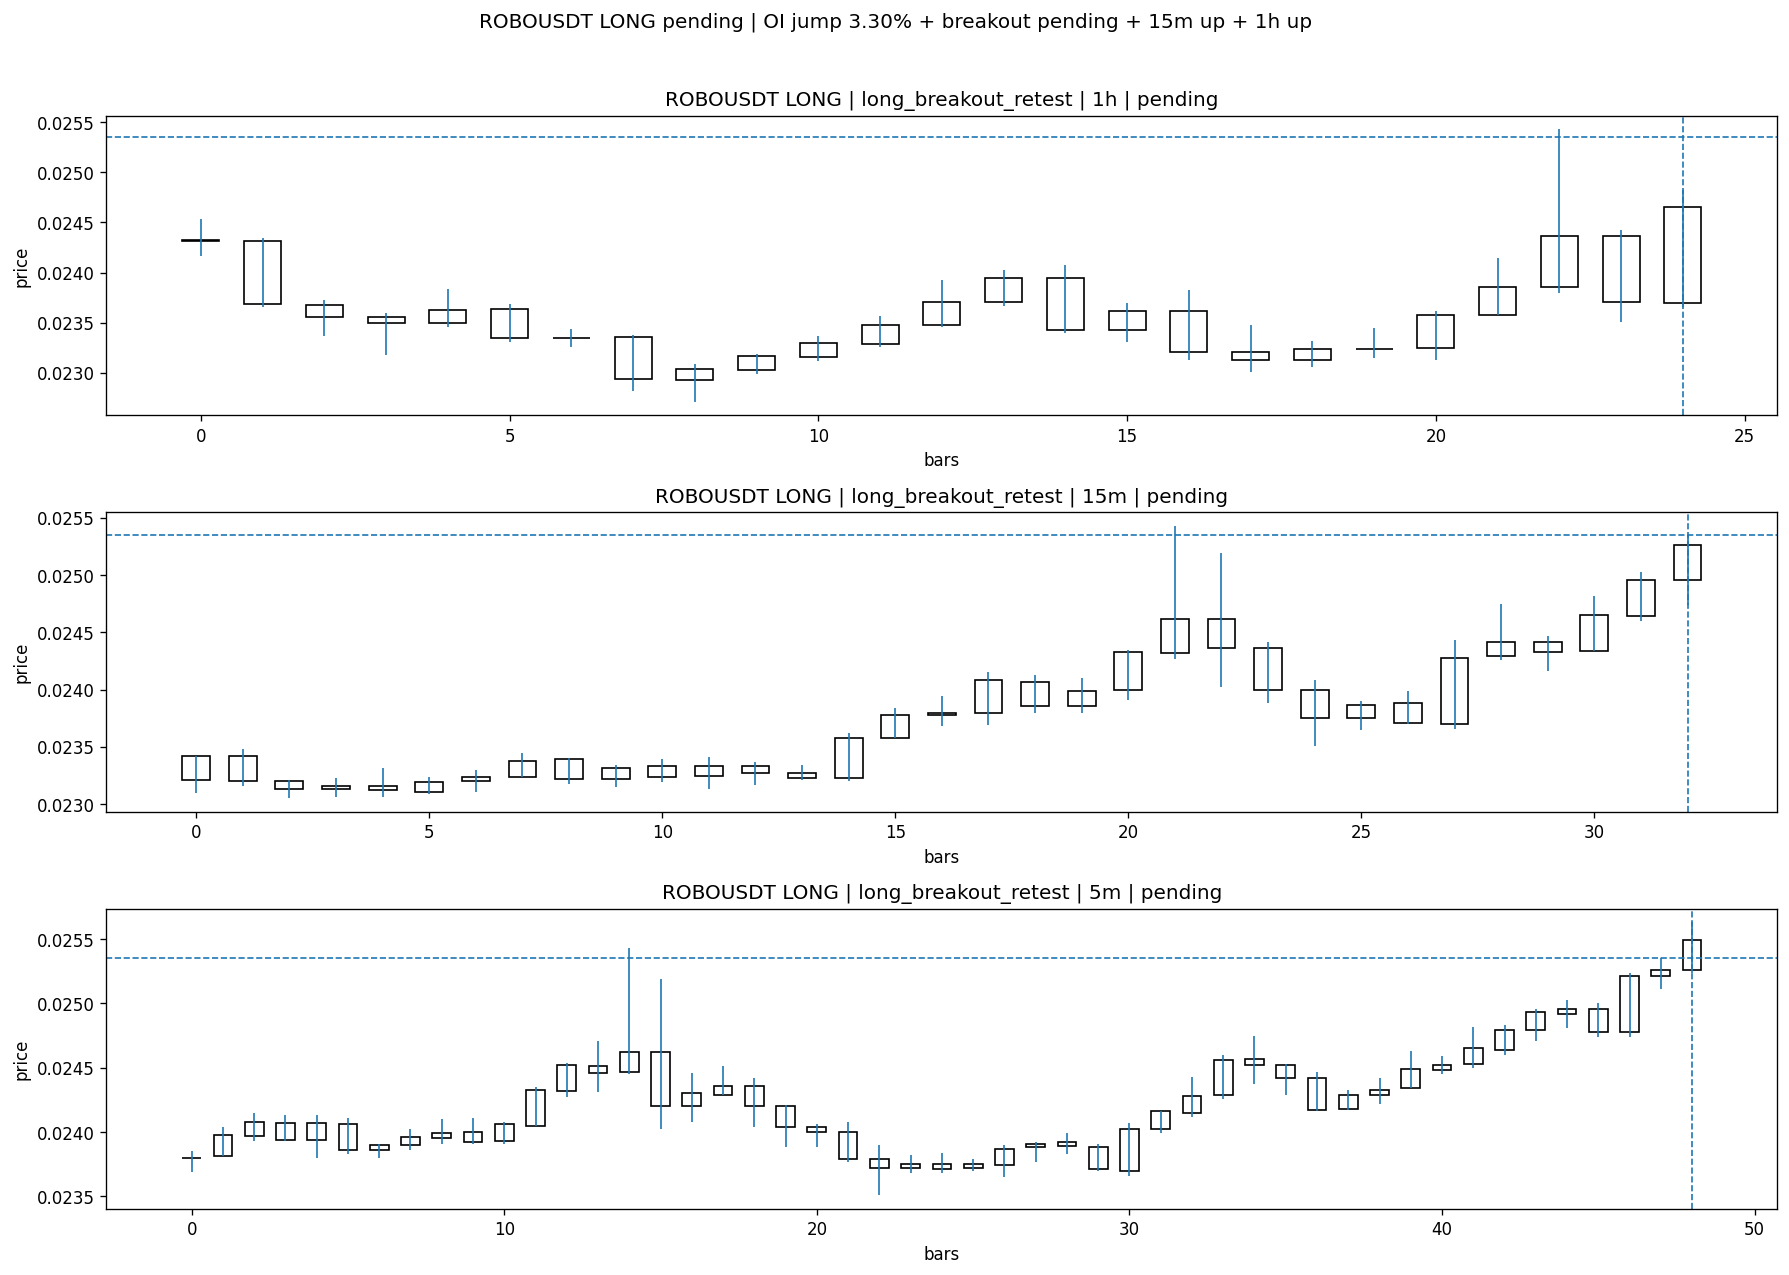 ROBOUSDT LONG pending | OI jump 3.30% + breakout pending + 15m up + 1h up
ROBOUSDT LONG | long_breakout_retest | 1h | pending
price
0.0255
0.0250
0.0245
0.0240
0.0235
0.0230
0 5 10 15 20 25
bars
ROBOUSDT LONG | long_breakout_retest | 15m | pending
price
0.0255
0.0250
0.0245
0.0240
0.0235
0.0230
0 5 10 15 20 25 30
bars
ROBOUSDT LONG | long_breakout_retest | 5m | pending
price
0.0255
0.0250
0.0245
0.0240
0.0235
0 10 20 30 40 50
bars